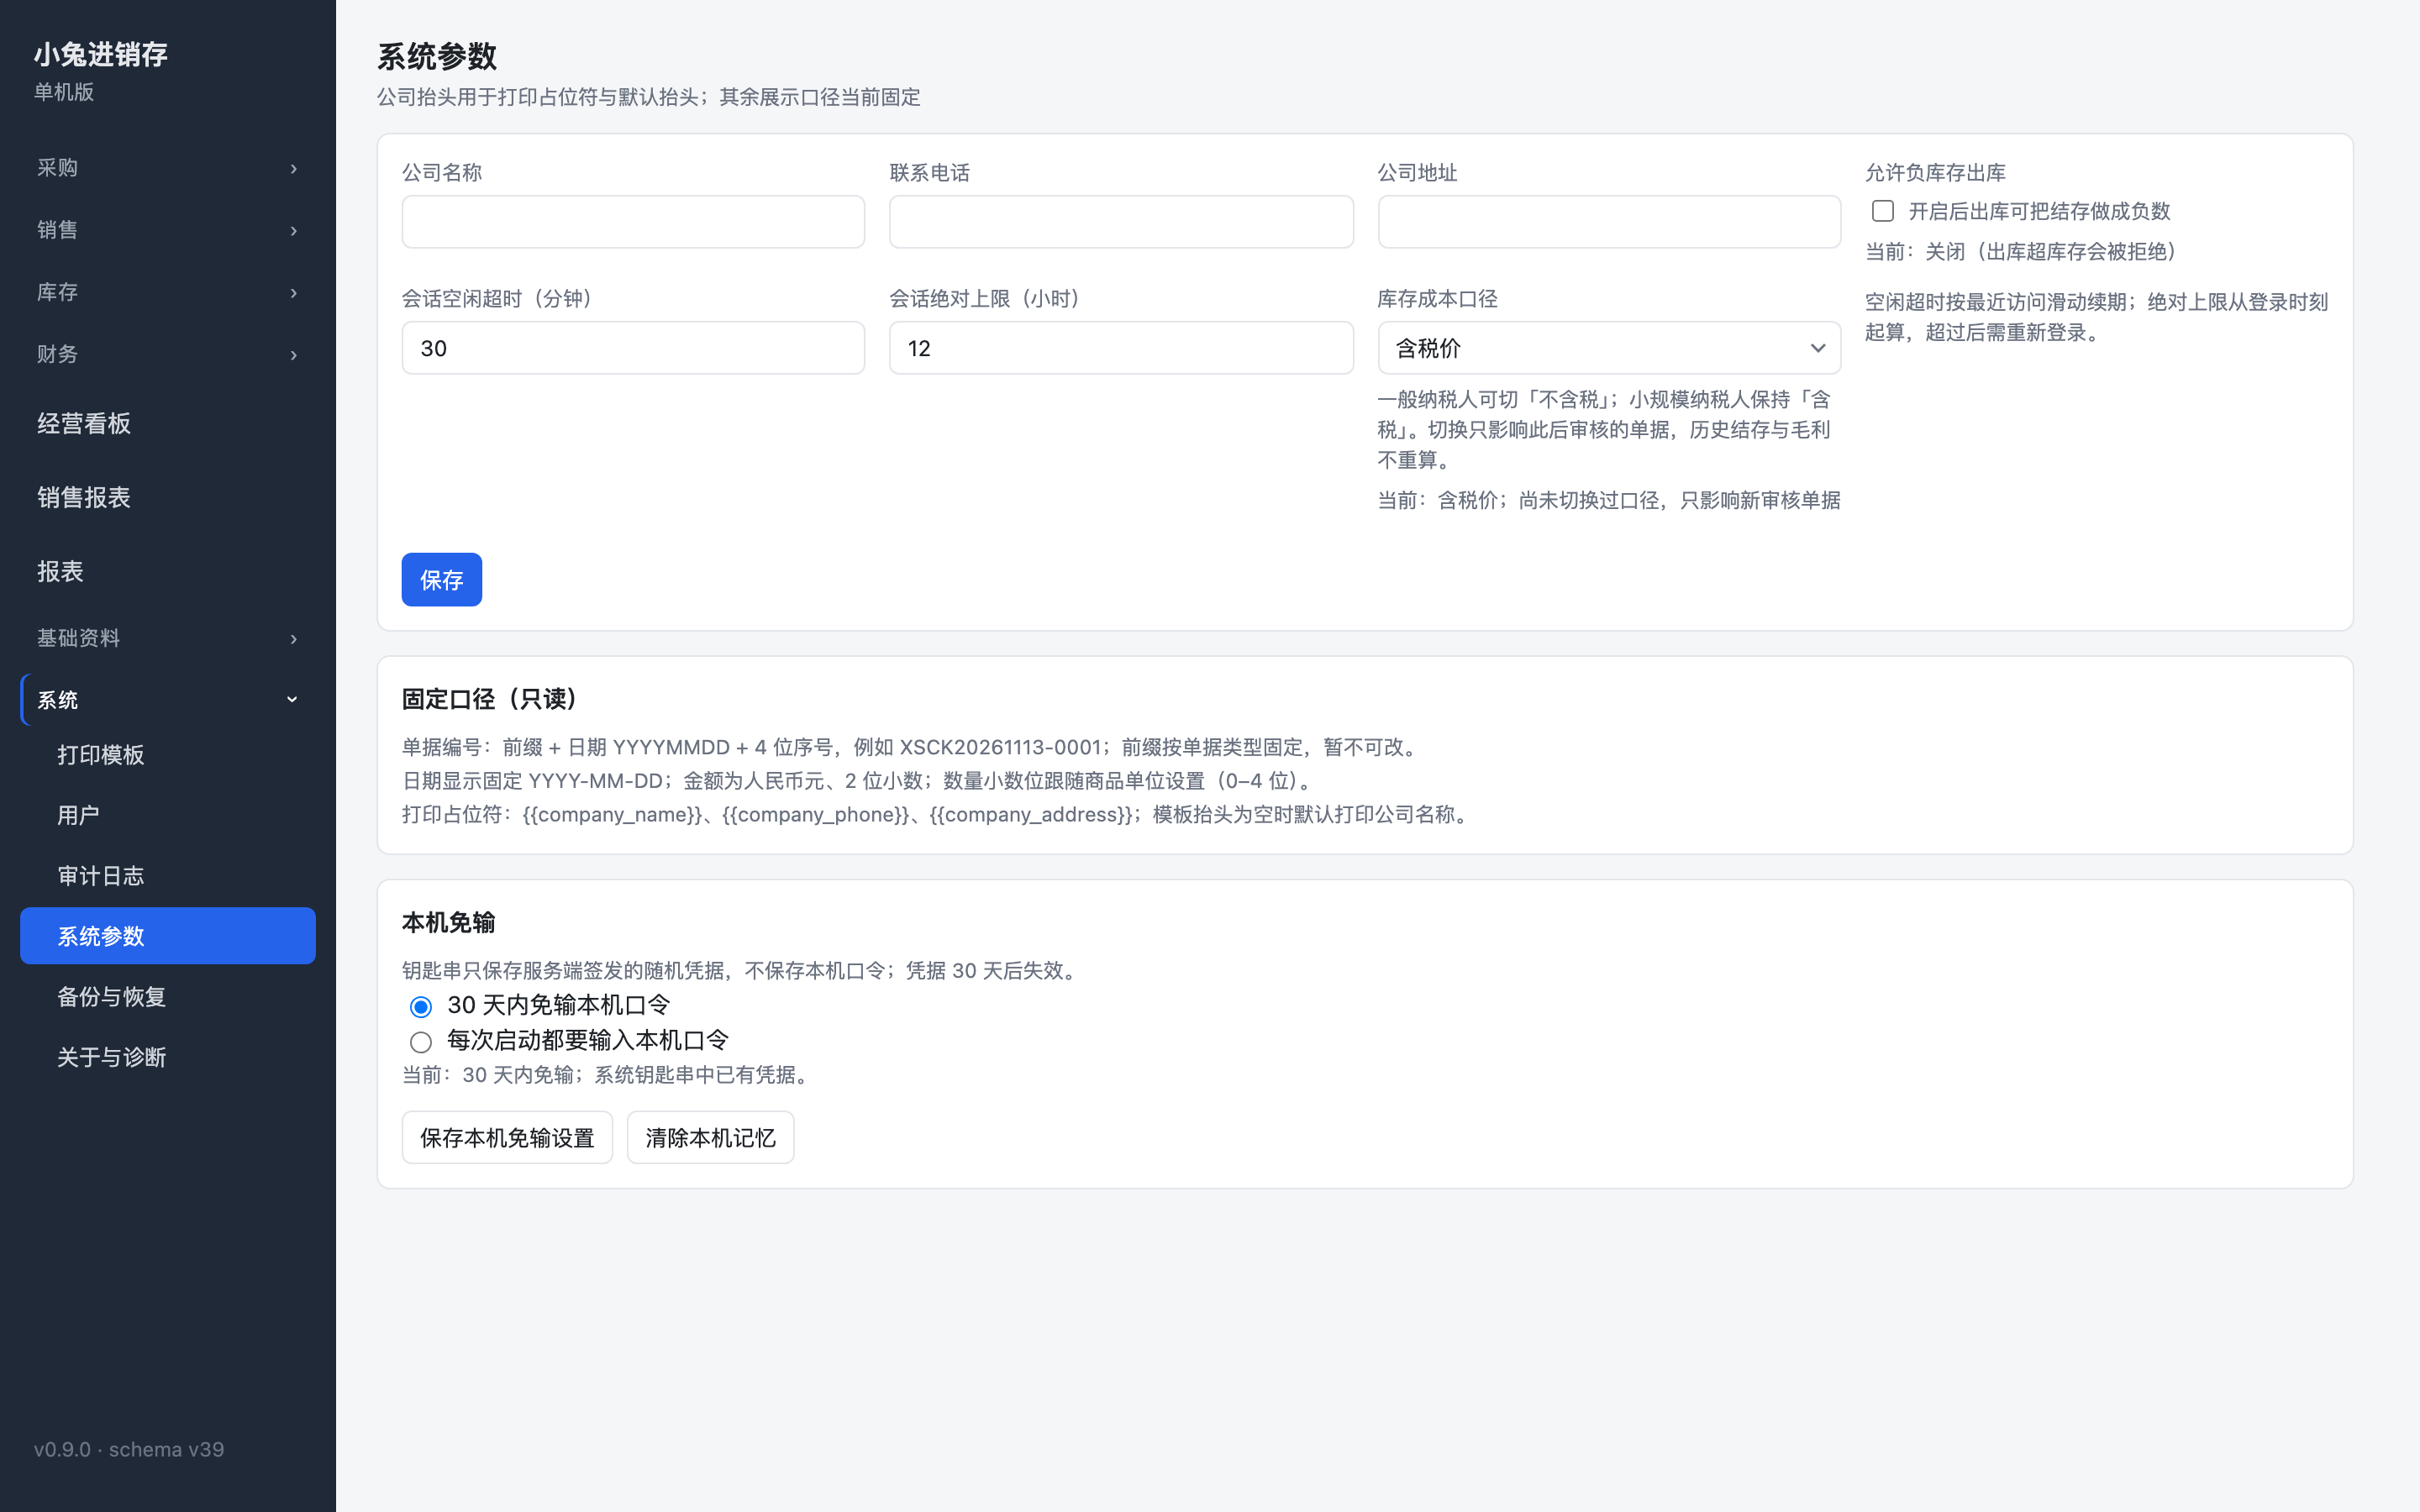 小兔进销存
单机版
采购
销售
库存
财务
经营看板
销售报表
报表
基础资料
系统
打印模板
用户
审计日志
系统参数
备份与恢复
关于与诊断
v0.9.0 · schema v39
系统参数
公司抬头用于打印占位符与默认抬头；其余展示口径当前固定
公司名称
联系电话
公司地址
允许负库存出库
开启后出库可把结存做成负数
当前：关闭（出库超库存会被拒绝）
会话空闲超时（分钟）
30
会话绝对上限（小时）
12
库存成本口径
含税价
一般纳税人可切「不含税」；小规模纳税人保持「含
税」。切换只影响此后审核的单据，历史结存与毛利
不重算。
当前：含税价；尚未切换过口径，只影响新审核单据
空闲超时按最近访问滑动续期；绝对上限从登录时刻
起算，超过后需重新登录。
保存
固定口径（只读）
单据编号：前缀 + 日期 YYYYMMDD + 4 位序号，例如 XSCK20261113-0001；前缀按单据类型固定，暂不可改。
日期显示固定 YYYY-MM-DD；金额为人民币元、2 位小数；数量小数位跟随商品单位设置（0–4 位）。
打印占位符：{{company_name}}、{{company_phone}}、{{company_address}}；模板抬头为空时默认打印公司名称。
本机免输
钥匙串只保存服务端签发的随机凭据，不保存本机口令；凭据 30 天后失效。
30 天内免输本机口令
每次启动都要输入本机口令
当前：30 天内免输；系统钥匙串中已有凭据。
保存本机免输设置
清除本机记忆